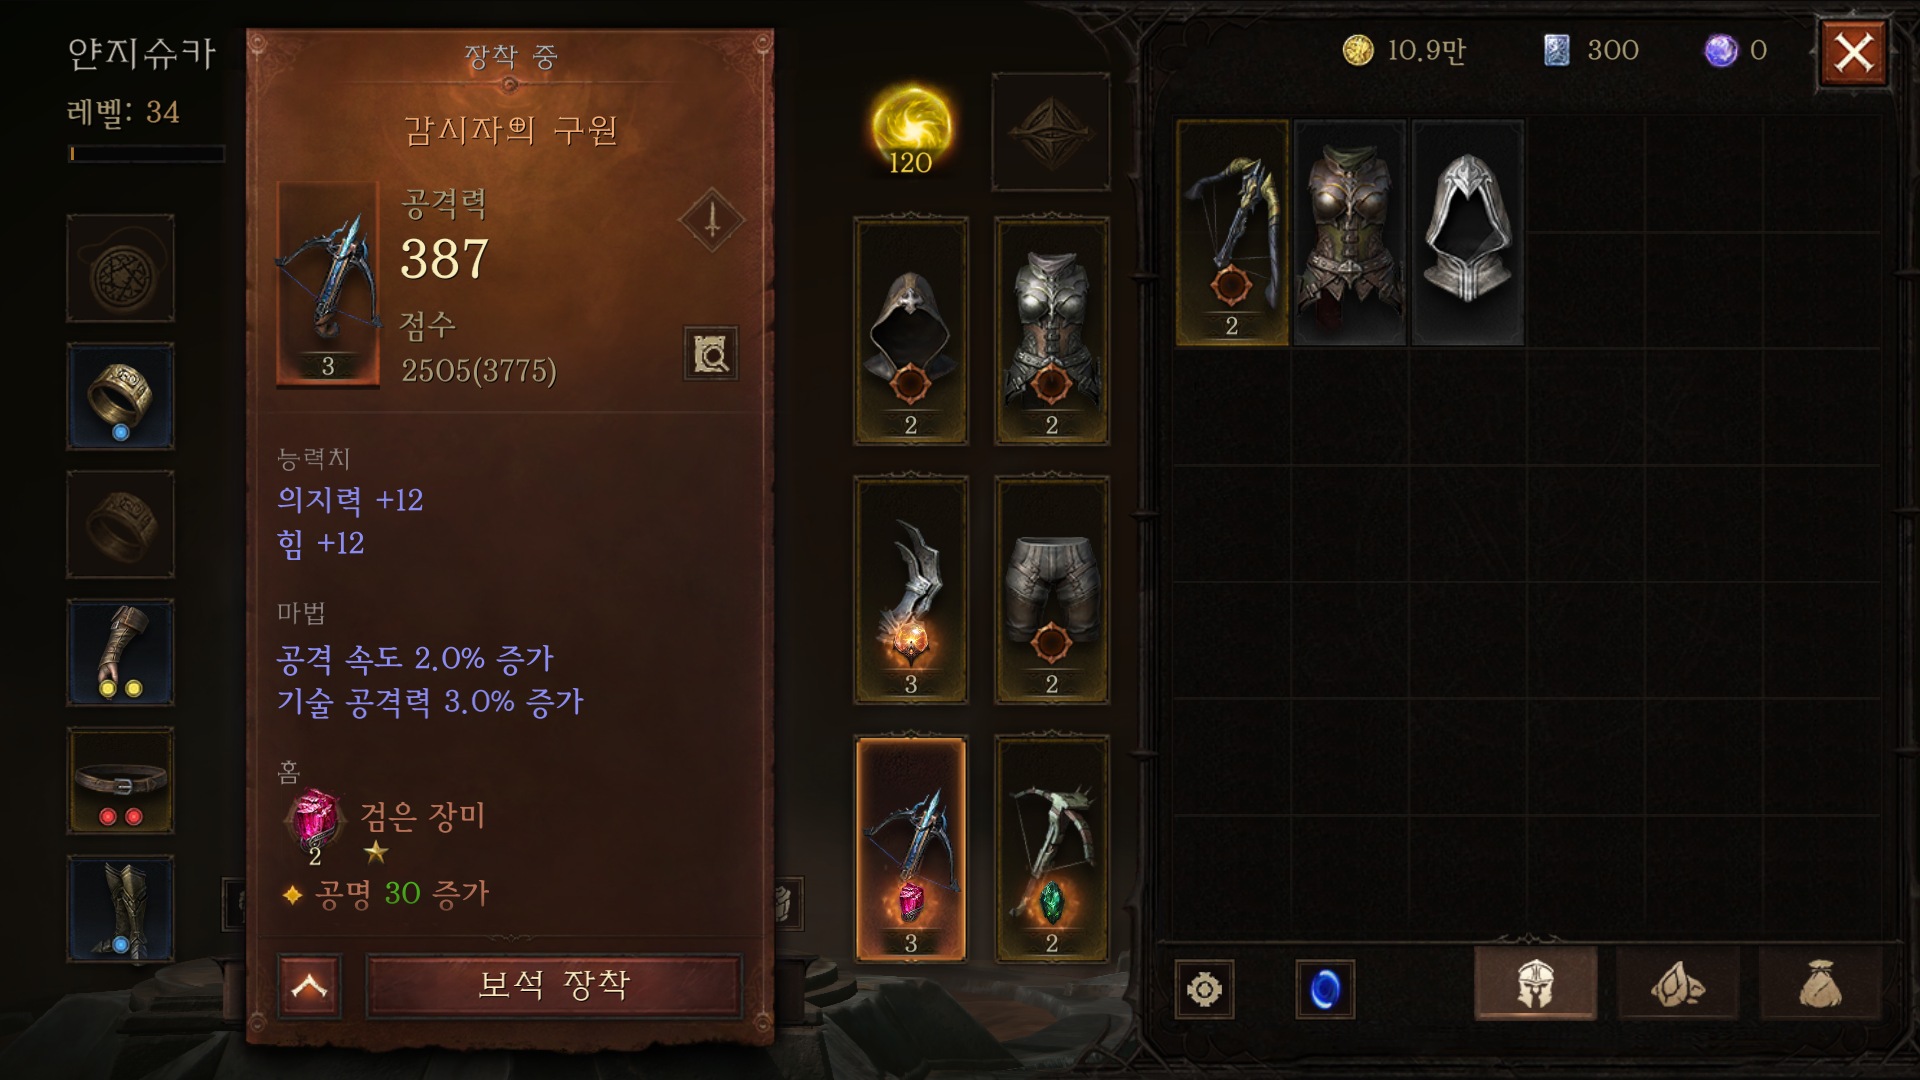 얀지슈카
레벨: 34
장착 중
감시자의 구원
공격력
387
점수
2505(3775)
3
능력치
의지력 +12
힘 +12
마법
공격 속도 2.0% 증가
기술 공격력 3.0% 증가
홈
검은 장미
2
공명 30 증가
보석 장착
120
2
2
3
2
3
2
10.9만
300
0
2